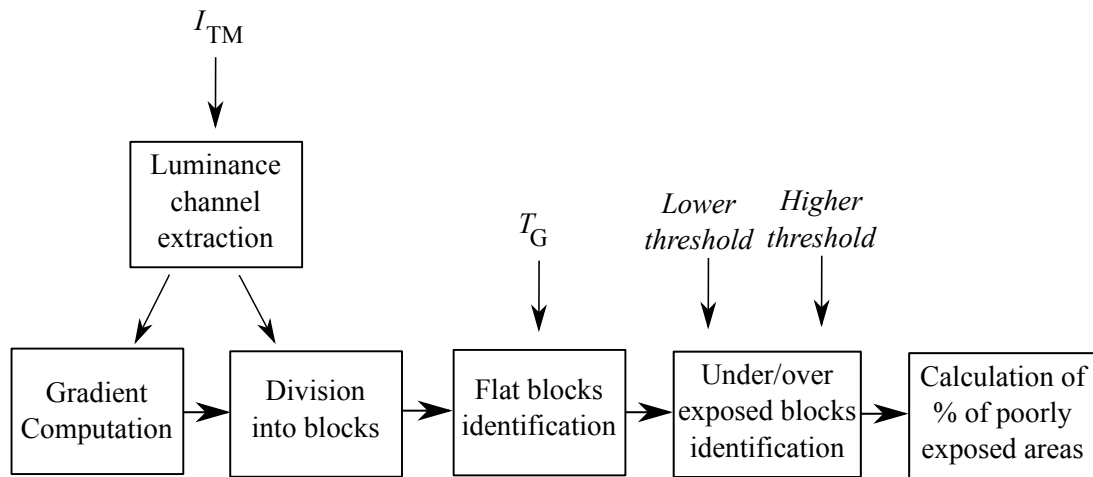 I_TM
Luminance
channel
extraction
T_G
Lower
threshold
Higher
threshold
Gradient
Computation
Division
into blocks
Flat blocks
identification
Under/over
exposed blocks
identification
Calculation of
% of poorly
exposed areas